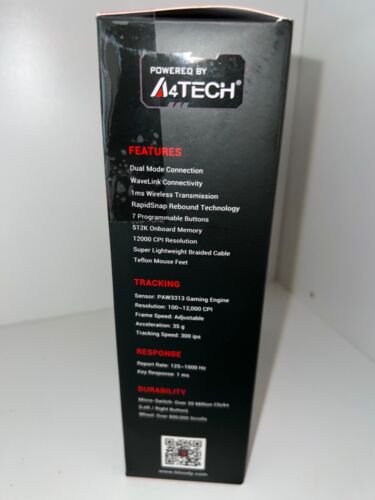 POWERED BY
A4TECH®
FEATURES
Dual Mode Connection
WaveLink Connectivity
1ms Wireless Transmission
RapidSnap Rebound Technology
7 Programmable Buttons
512K Onboard Memory
12000 CPI Resolution
Super Lightweight Braided Cable
Teflon Mouse Feet
TRACKING
Sensor: PAW3313 Gaming Engine
Resolution: 100~12,000 CPI
Frame Speed: Adjustable
Acceleration: 35 g
Tracking Speed: 300 ips
RESPONSE
Report Rate: 125~1000 Hz
Key Response: 1 ms
DURABILITY
Micro-Switch: Over 20 Million Clicks
(Left / Right Button)
Wheel: Over 800,000 Scrolls
www.bloody.com